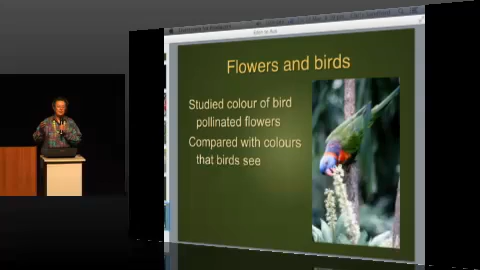 Flowers and birds
Studied colour of bird
pollinated flowers
Compared with colours
that birds see